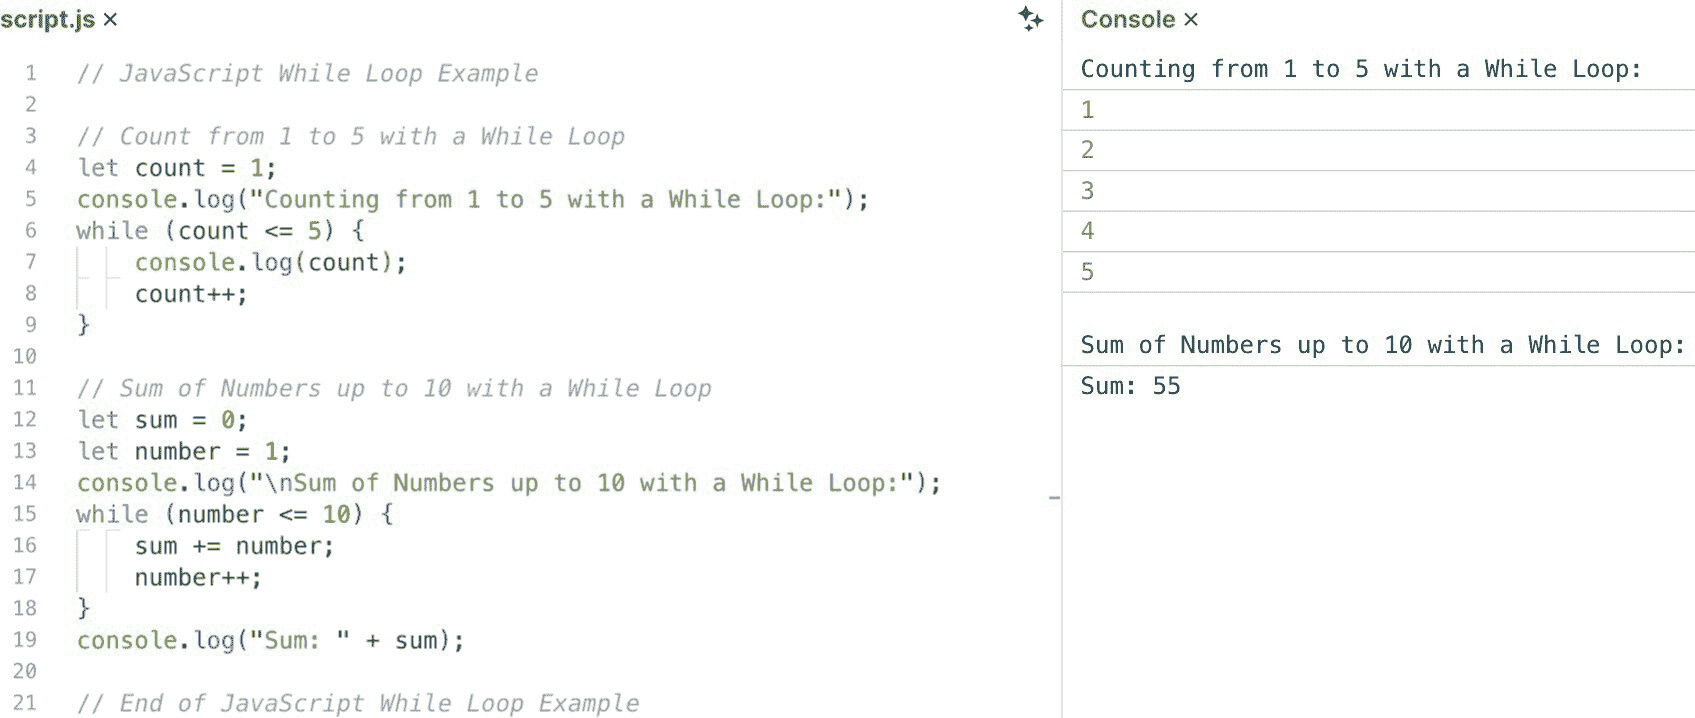 script.js ×
1 // JavaScript While Loop Example
2
3 // Count from 1 to 5 with a While Loop
4 let count = 1;
5 console.log("Counting from 1 to 5 with a While Loop:");
6 while (count <= 5) {
7 console.log(count);
8 count++;
9 }
10
11 // Sum of Numbers up to 10 with a While Loop
12 let sum = 0;
13 let number = 1;
14 console.log("\nSum of Numbers up to 10 with a While Loop:");
15 while (number <= 10) {
16 sum += number;
17 number++;
18 }
19 console.log("Sum: " + sum);
20
21 // End of JavaScript While Loop Example
Console ×
Counting from 1 to 5 with a While Loop:
1
2
3
4
5
Sum of Numbers up to 10 with a While Loop:
Sum: 55